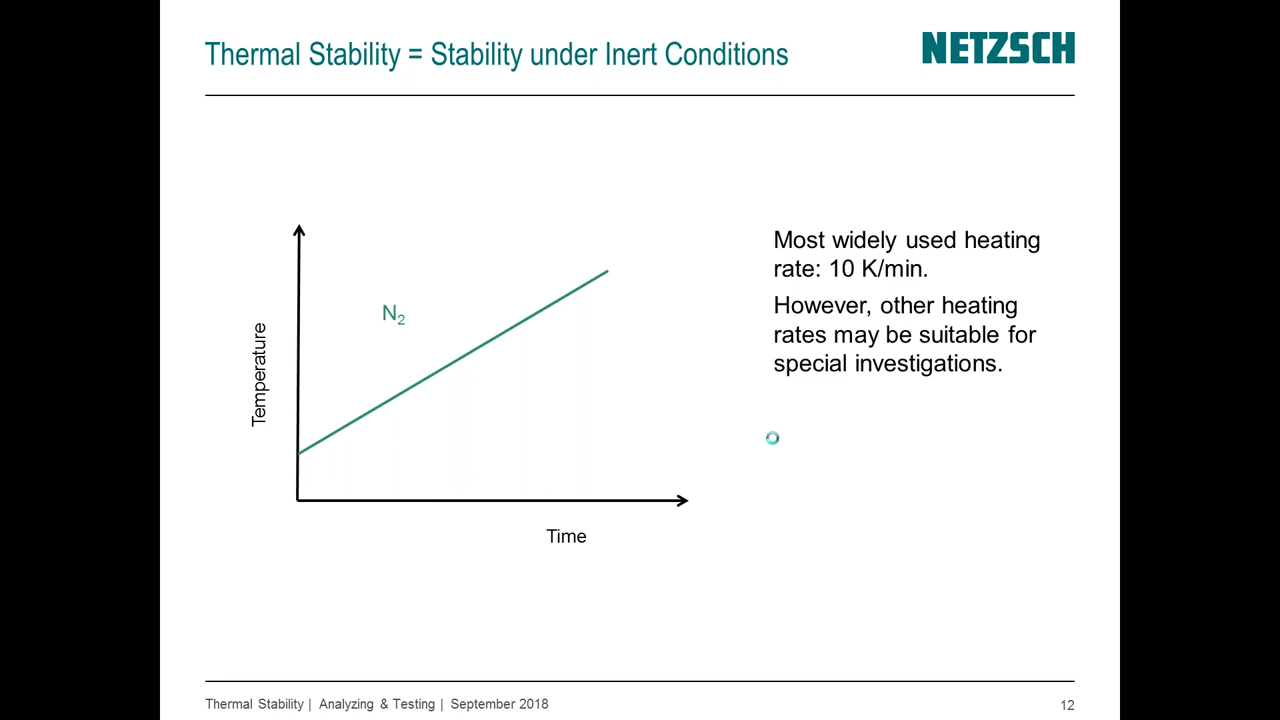 Thermal Stability = Stability under Inert Conditions
NETZSCH
Most widely used heating
rate: 10 K/min.
However, other heating
rates may be suitable for
special investigations.
N₂
Temperature
Time
Thermal Stability | Analyzing & Testing | September 2018
12